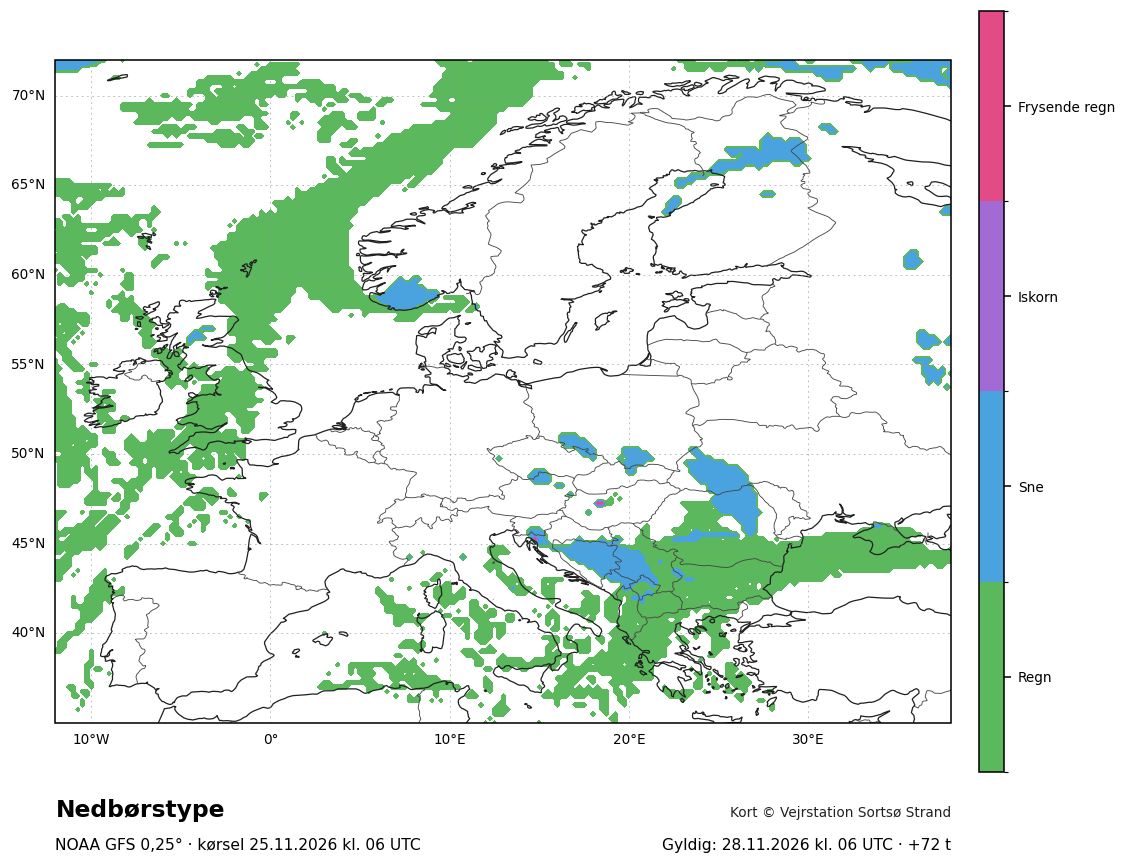 Frysende regn
Iskorn
Sne
Regn
70°N
65°N
60°N
55°N
50°N
45°N
40°N
10°W
0°
10°E
20°E
30°E
Nedbørstype
Kort © Vejrstation Sortsø Strand
NOAA GFS 0,25° · kørsel 25.11.2026 kl. 06 UTC
Gyldig: 28.11.2026 kl. 06 UTC · +72 t